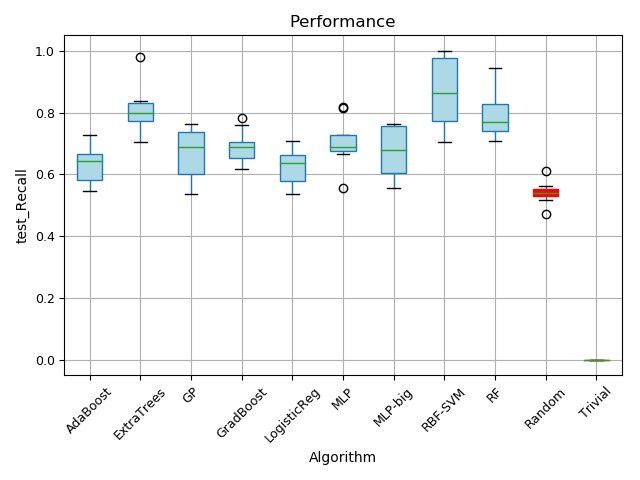 Performance
test_Recall
1.0
0.8
0.6
0.4
0.2
0.0
AdaBoost
ExtraTrees
GP
GradBoost
LogisticReg
MLP
MLP-big
RBF-SVM
RF
Random
Trivial
Algorithm